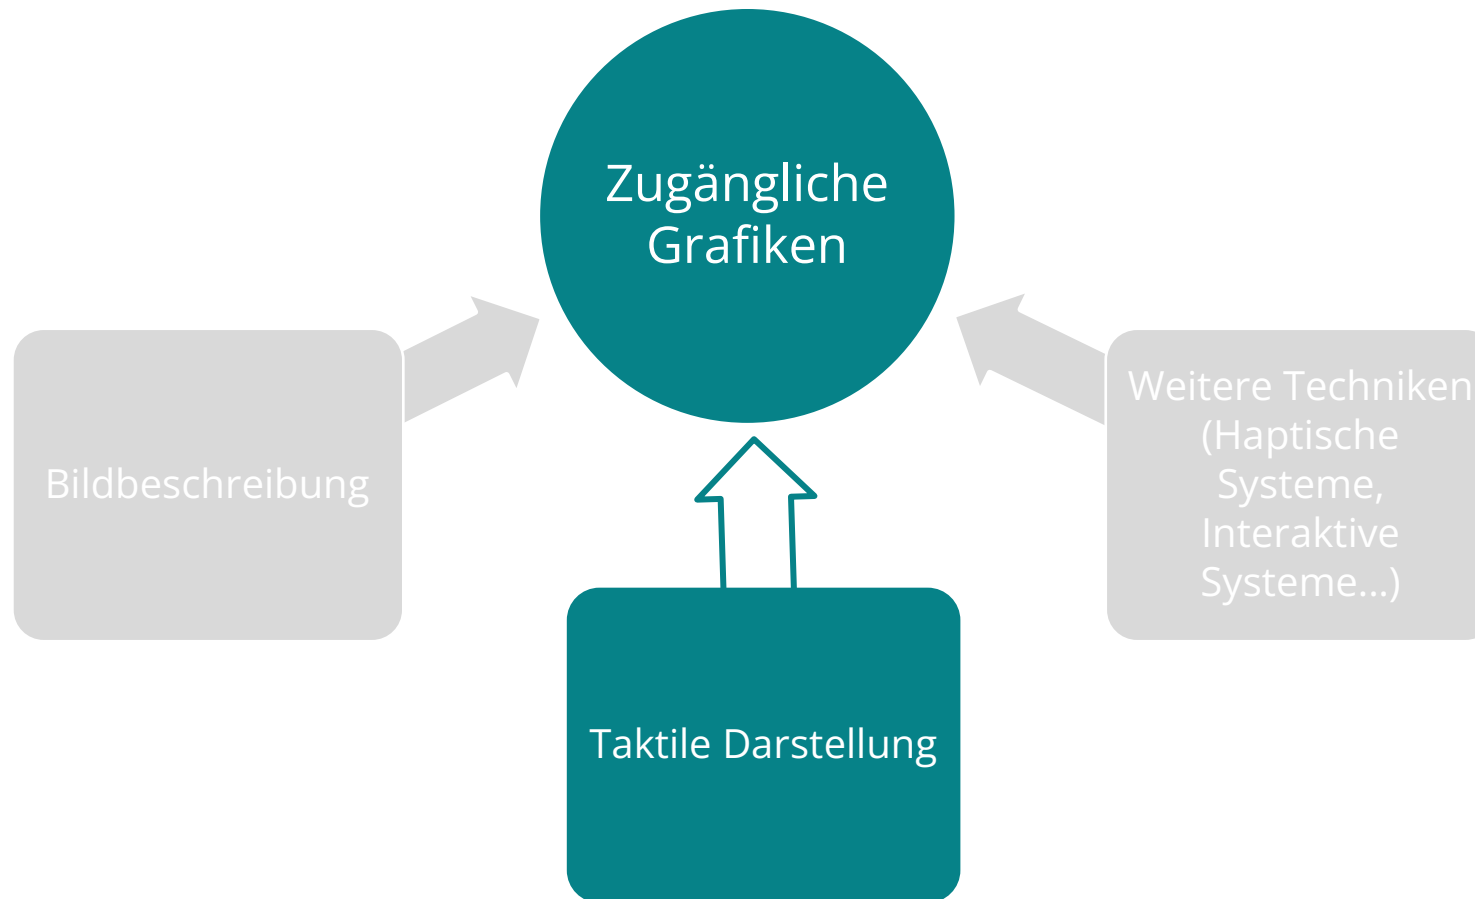 Zugängliche
Grafiken
Bildbeschreibung
Weitere Techniken
(Haptische
Systeme,
Interaktive
Systeme...)
Taktile Darstellung